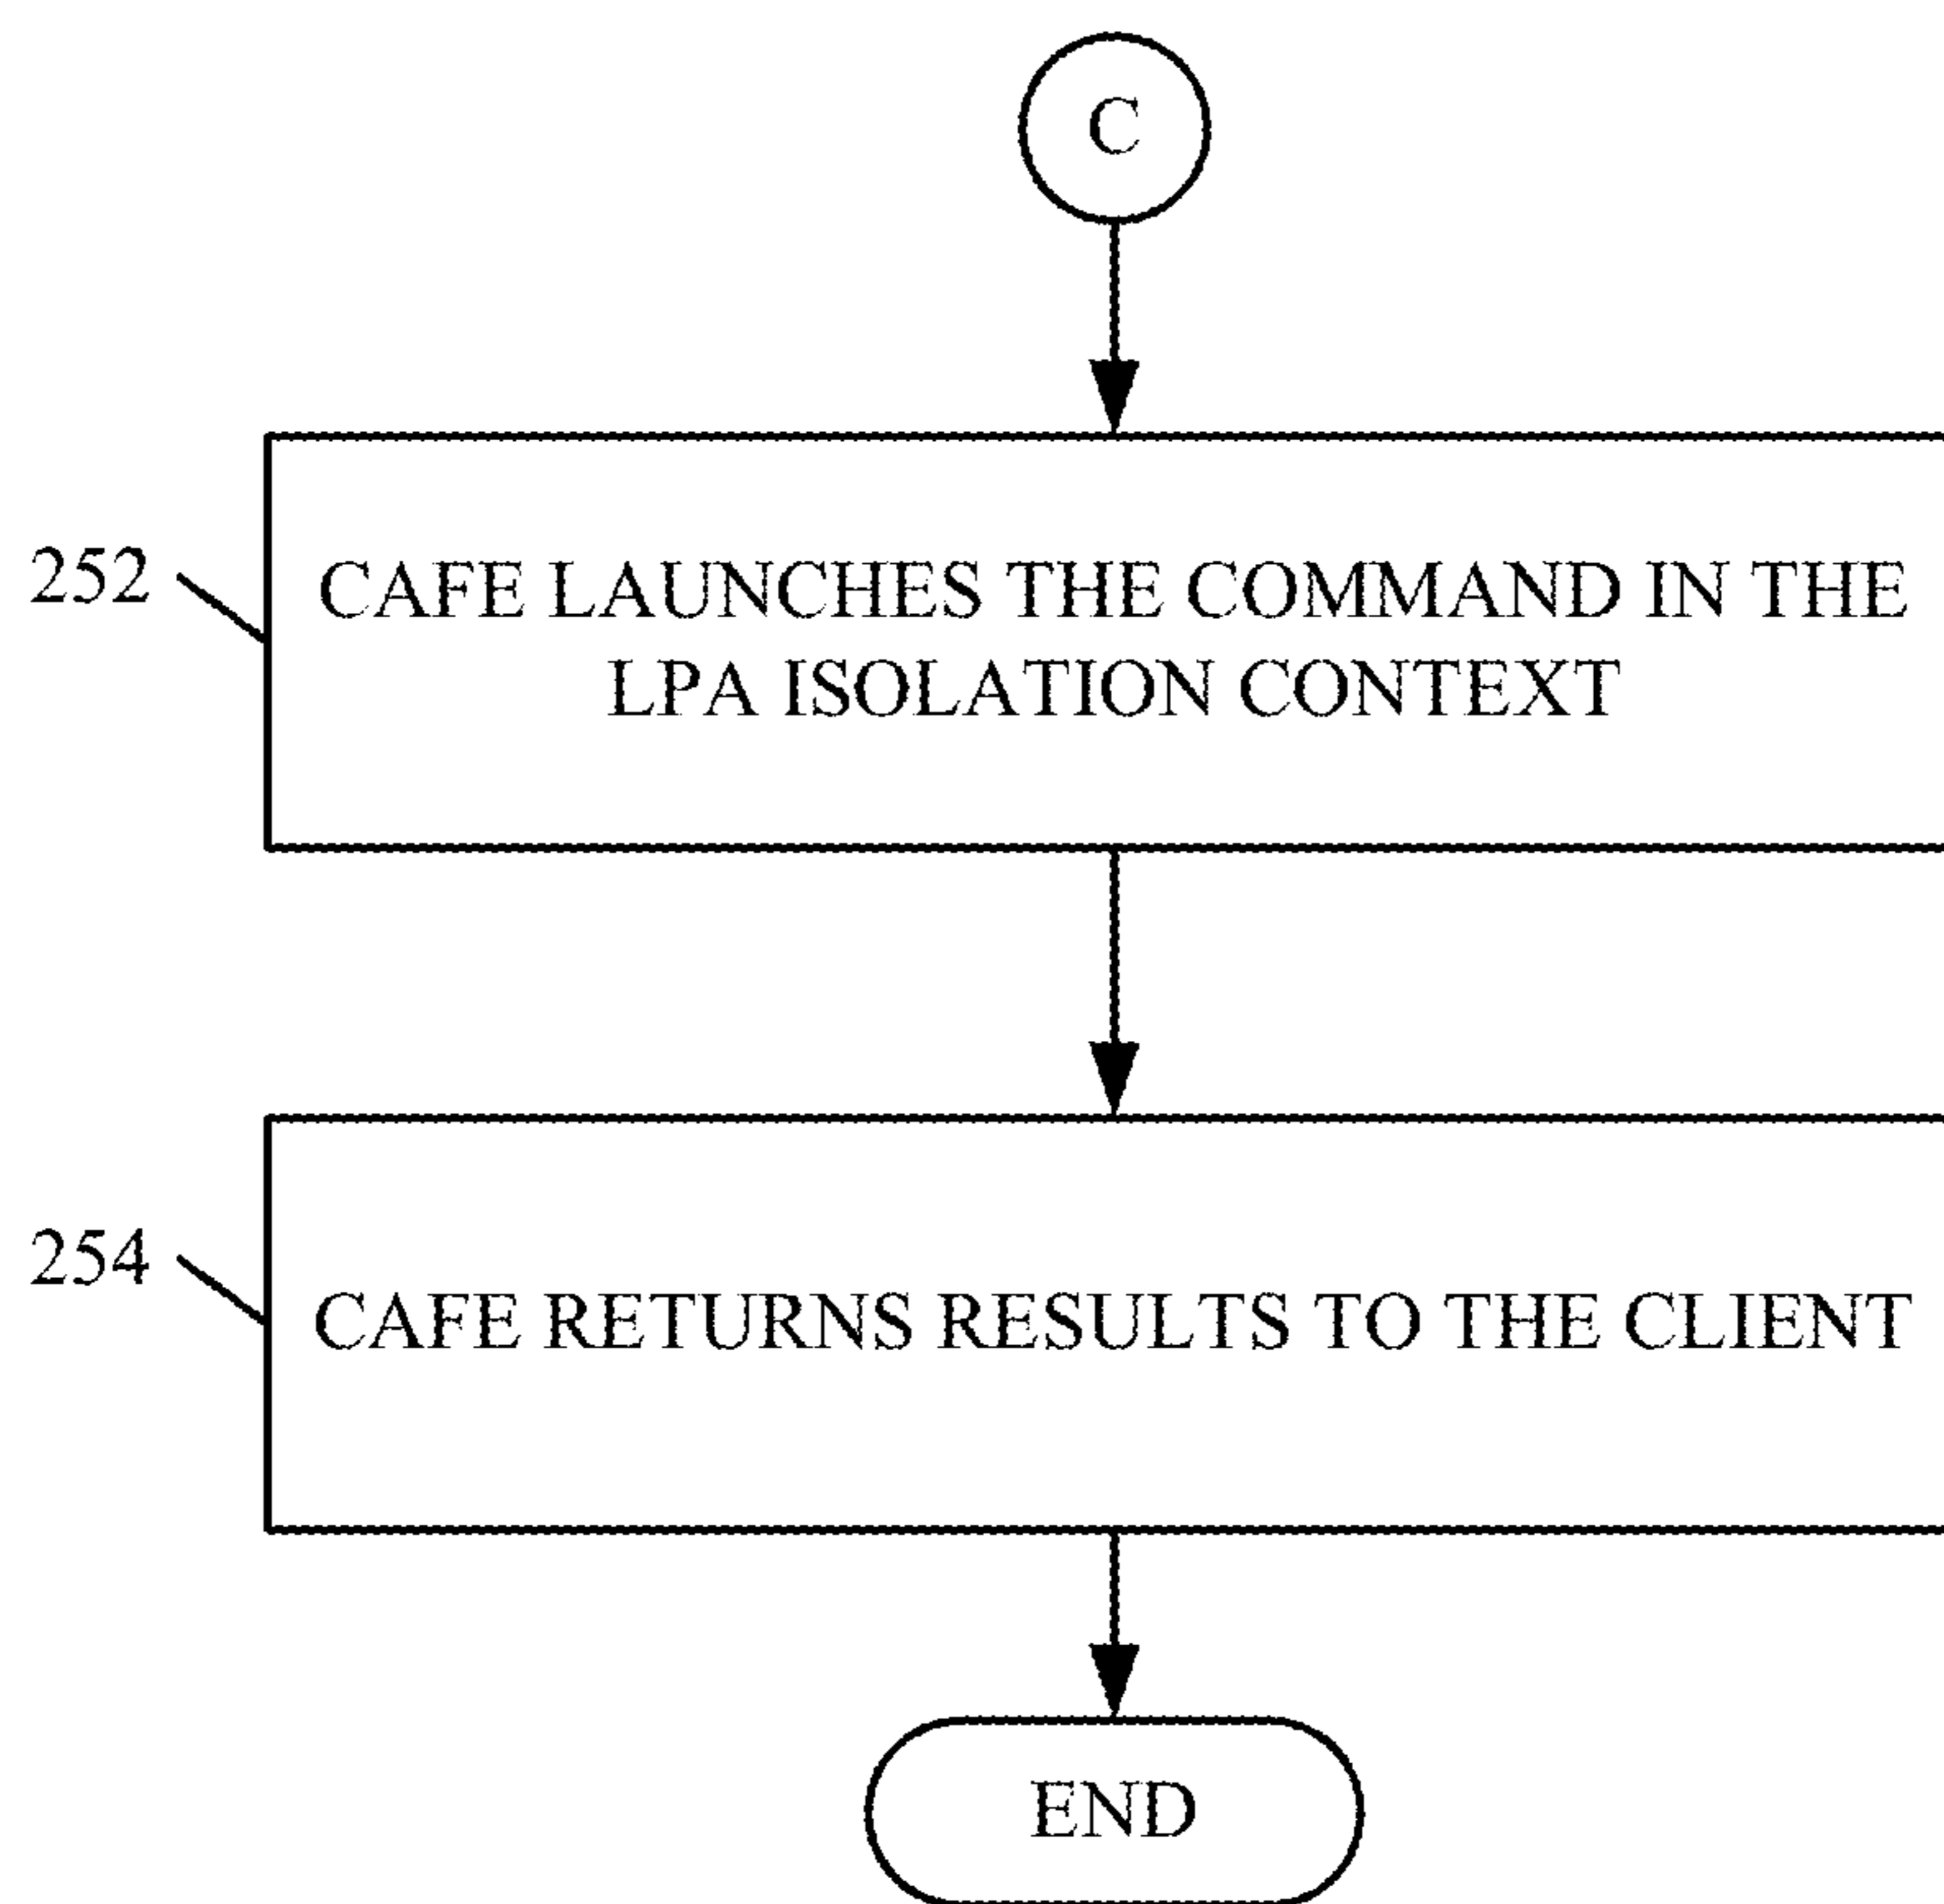 C
252
CAFE LAUNCHES THE COMMAND IN THE
LPA ISOLATION CONTEXT
254
CAFE RETURNS RESULTS TO THE CLIENT
END